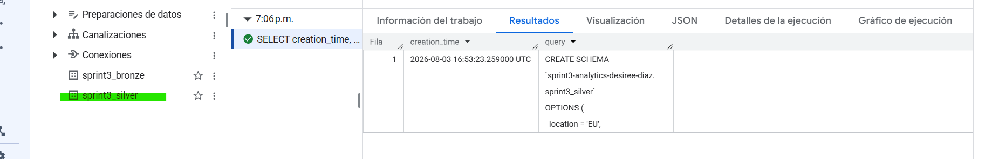 Preparaciones de datos
Canalizaciones
Conexiones
sprint3_bronze
sprint3_silver
7:06 p.m.
SELECT creation_time, ...
Información del trabajo
Resultados
Visualización
JSON
Detalles de la ejecución
Gráfico de ejecución
Fila
creation_time
query
1
2026-08-03 16:53:23.259000 UTC
CREATE SCHEMA
`sprint3-analytics-desiree-diaz.
sprint3_silver`
OPTIONS (
location = 'EU',